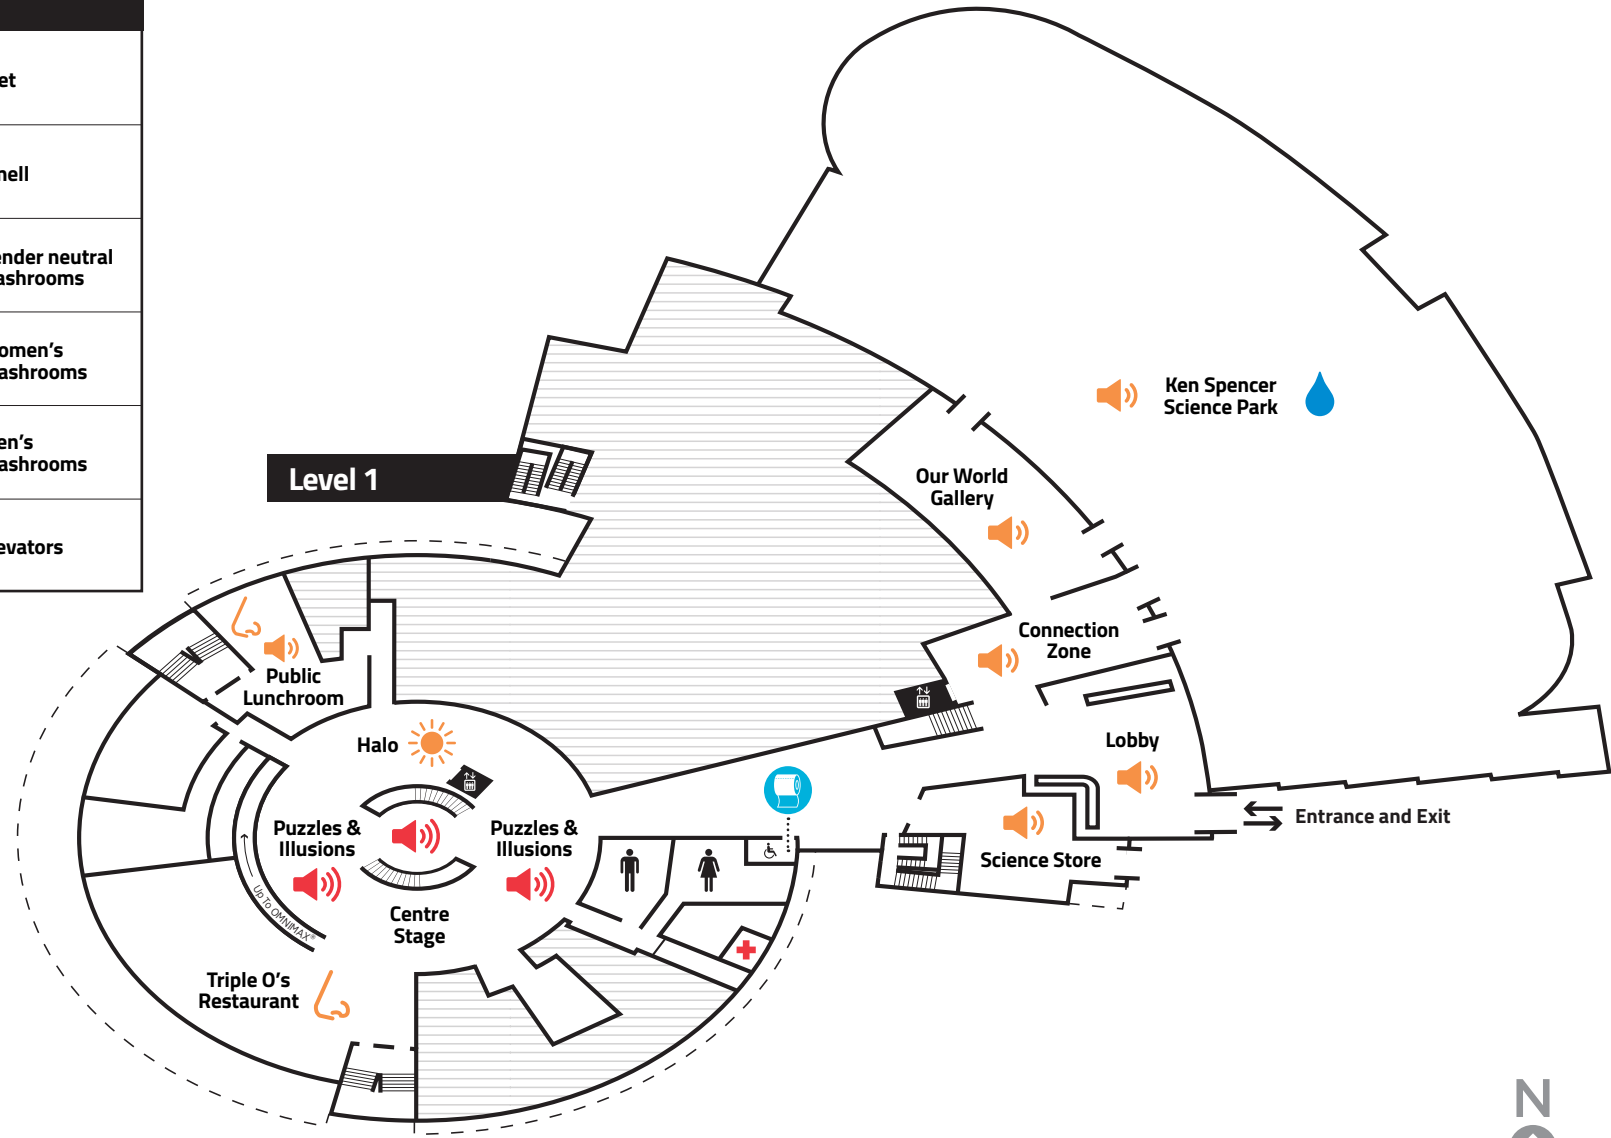 et
nell
ender neutral
ashrooms
omen's
ashrooms
en's
ashrooms
evators
Level 1
Ken Spencer
Science Park
Our World
Gallery
Connection
Zone
Public
Lunchroom
Halo
Lobby
Entrance and Exit
Puzzles &
Illusions
Puzzles &
Illusions
Science Store
Up To OMNIMAX®
Centre
Stage
Triple O's
Restaurant
N